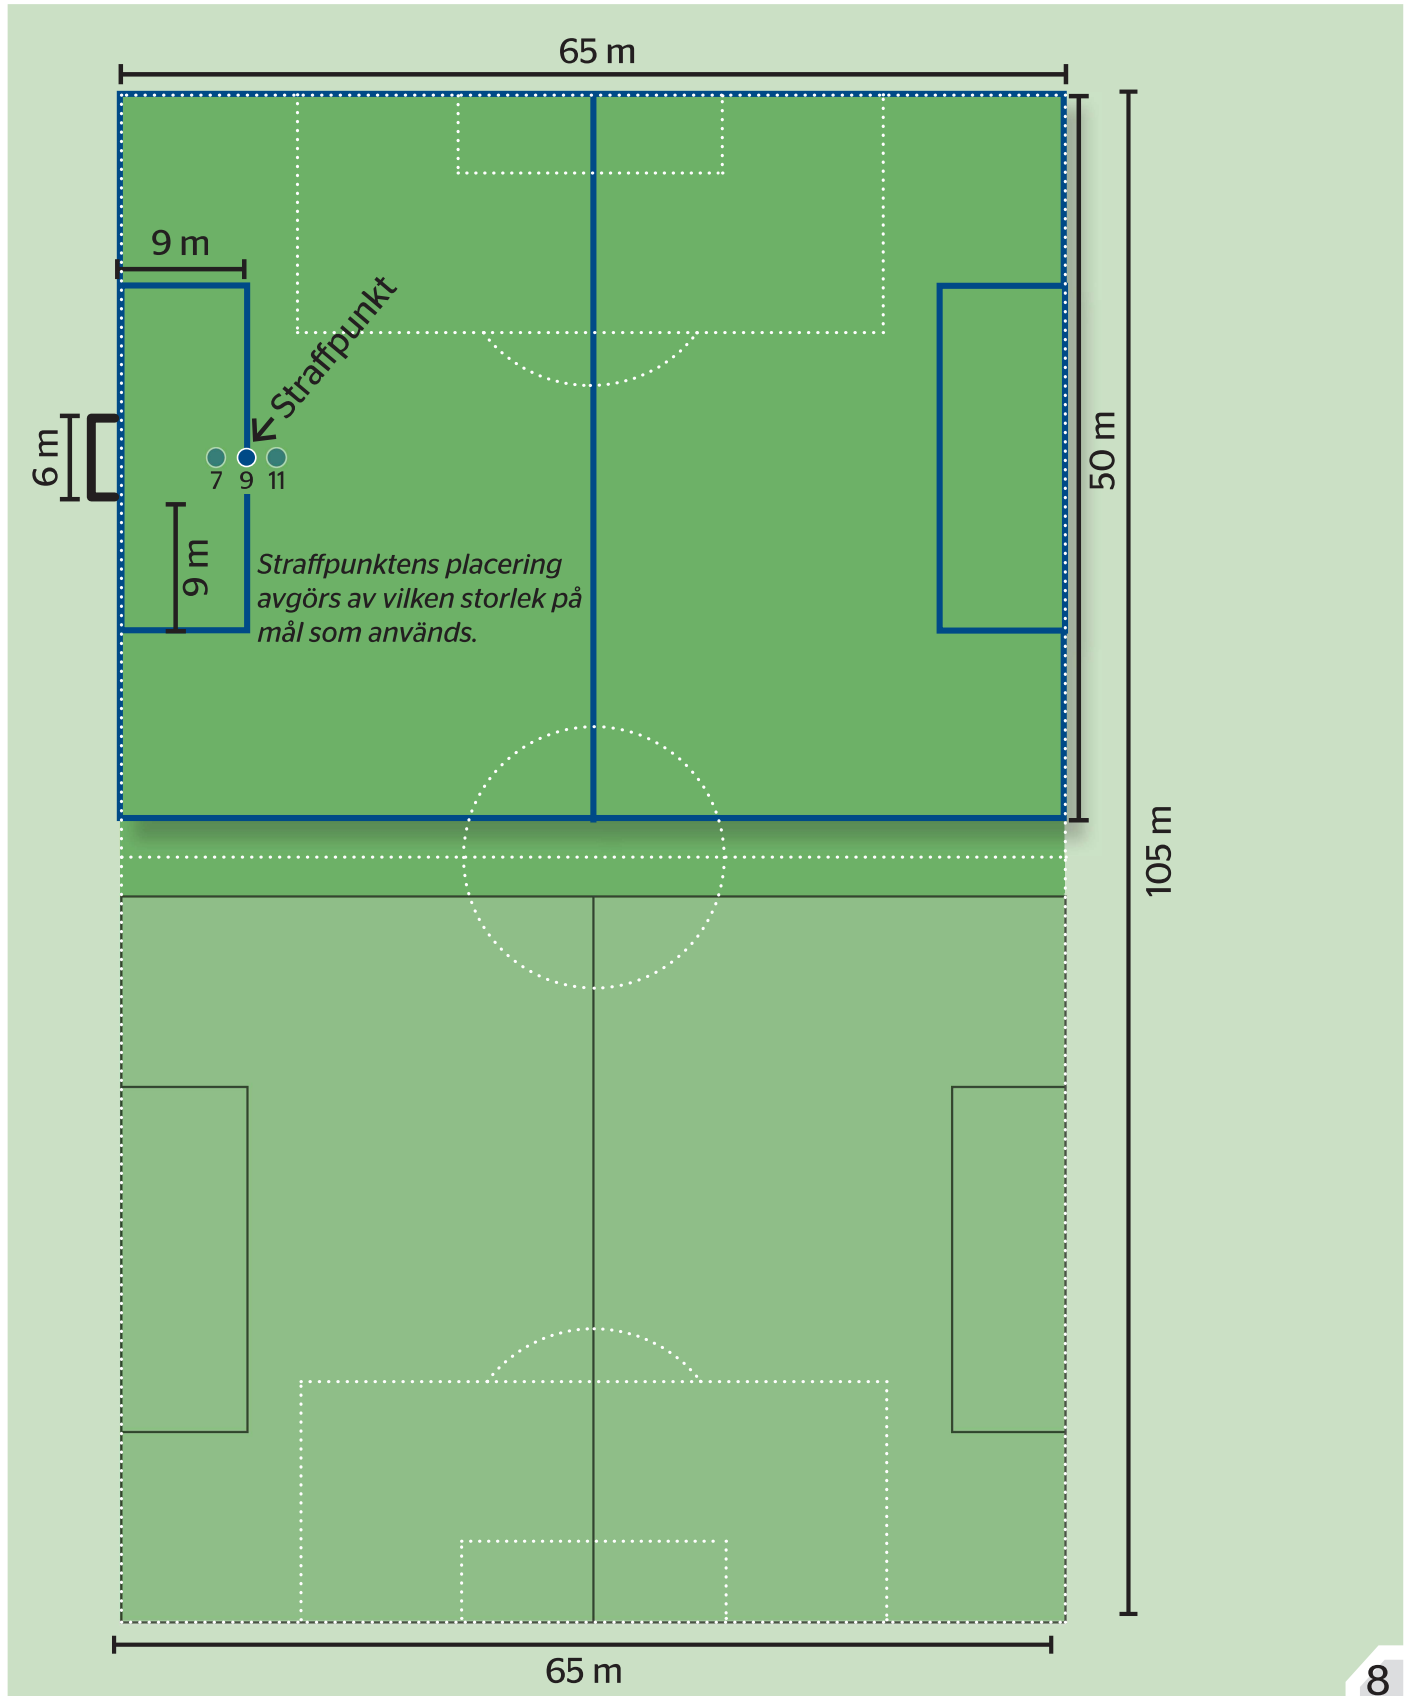 65 m
9 m
Straffpunkt
6 m
7 9 11
50 m
9 m
Straffpunktens placering
avgörs av vilken storlek på
mål som används.
105 m
65 m
8